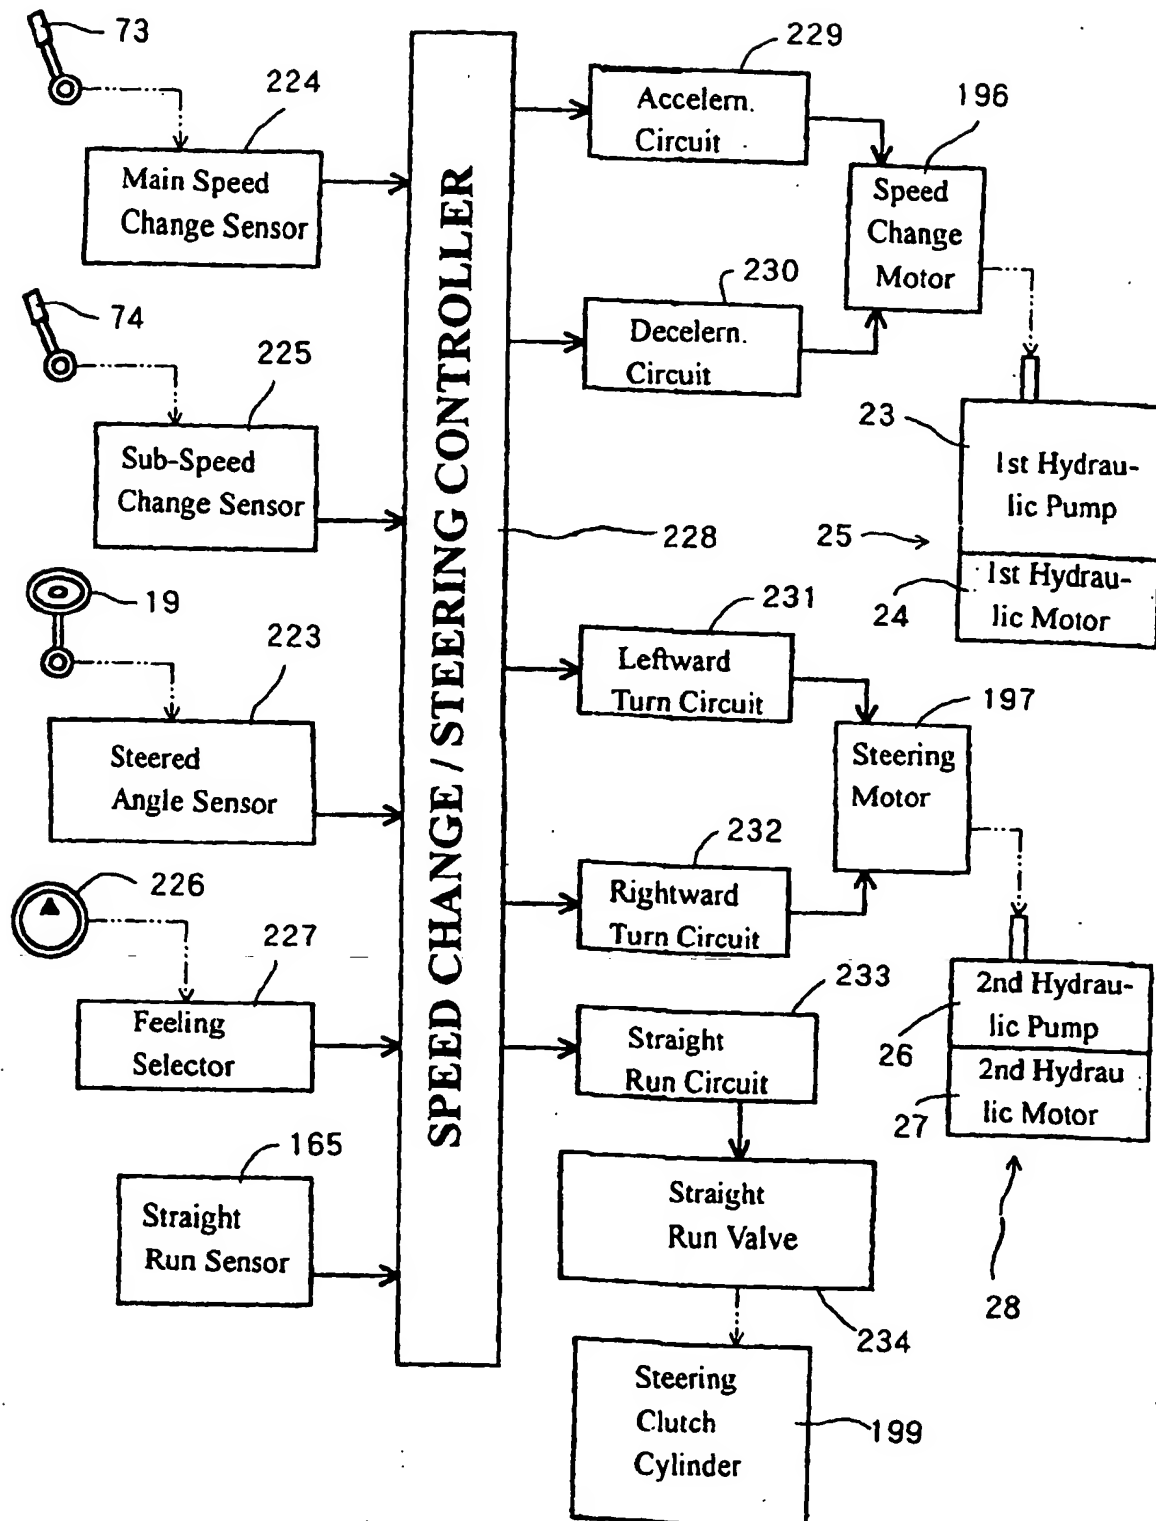 73
224
Main Speed
Change Sensor
74
225
Sub-Speed
Change Sensor
19
223
Steered
Angle Sensor
226
227
Feeling
Selector
165
Straight
Run Sensor
SPEED CHANGE / STEERING CONTROLLER
228
229
Accelern.
Circuit
196
Speed
Change
Motor
230
Decelern.
Circuit
23
1st Hydrau-
lic Pump
25
1st Hydrau-
lic Motor
24
231
Leftward
Turn Circuit
197
Steering
Motor
232
Rightward
Turn Circuit
233
Straight
Run Circuit
2nd Hydrau-
lic Pump
26
2nd Hydrau
lic Motor
27
28
Straight
Run Valve
234
Steering
Clutch
Cylinder
199